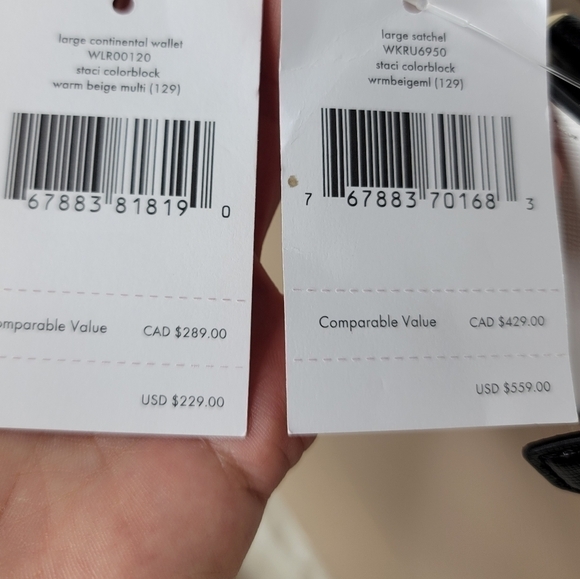 large continental wallet
WLR00120
staci colorblock
warm beige multi (129)
67883 81819 0
omparable Value CAD $289.00
USD $229.00
large satchel
WKRU6950
staci colorblock
wrmbeigeml (129)
7 67883 70168 3
Comparable Value CAD $429.00
USD $559.00